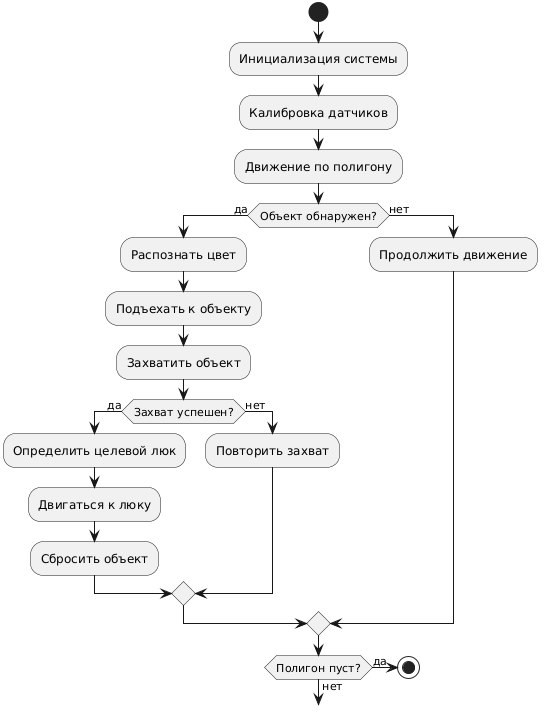 Инициализация системы
Калибровка датчиков
Движение по полигону
да
Объект обнаружен?
нет
Распознать цвет
Продолжить движение
Подъехать к объекту
Захватить объект
да
Захват успешен?
нет
Определить целевой люк
Повторить захват
Двигаться к люку
Сбросить объект
Полигон пуст?
да
нет